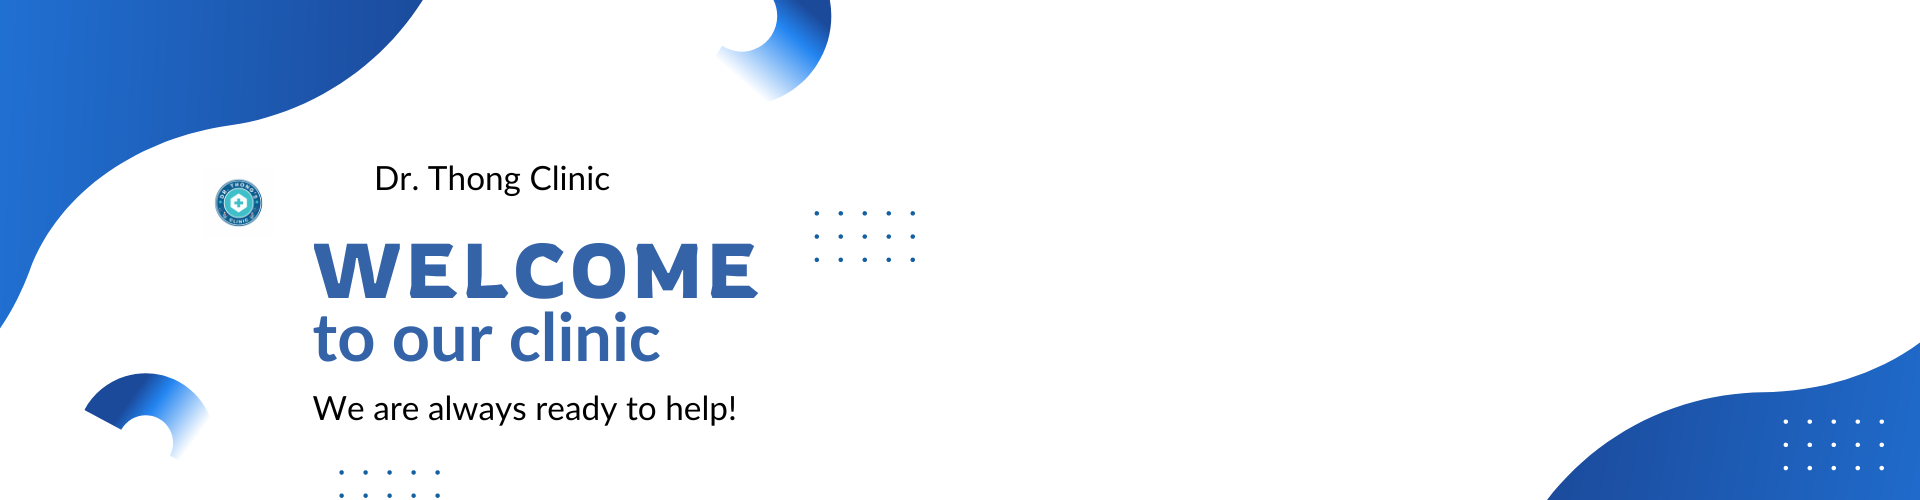 Dr. Thong Clinic
DR. THONG'S
CLINIC
WELCOME
to our clinic
We are always ready to help!